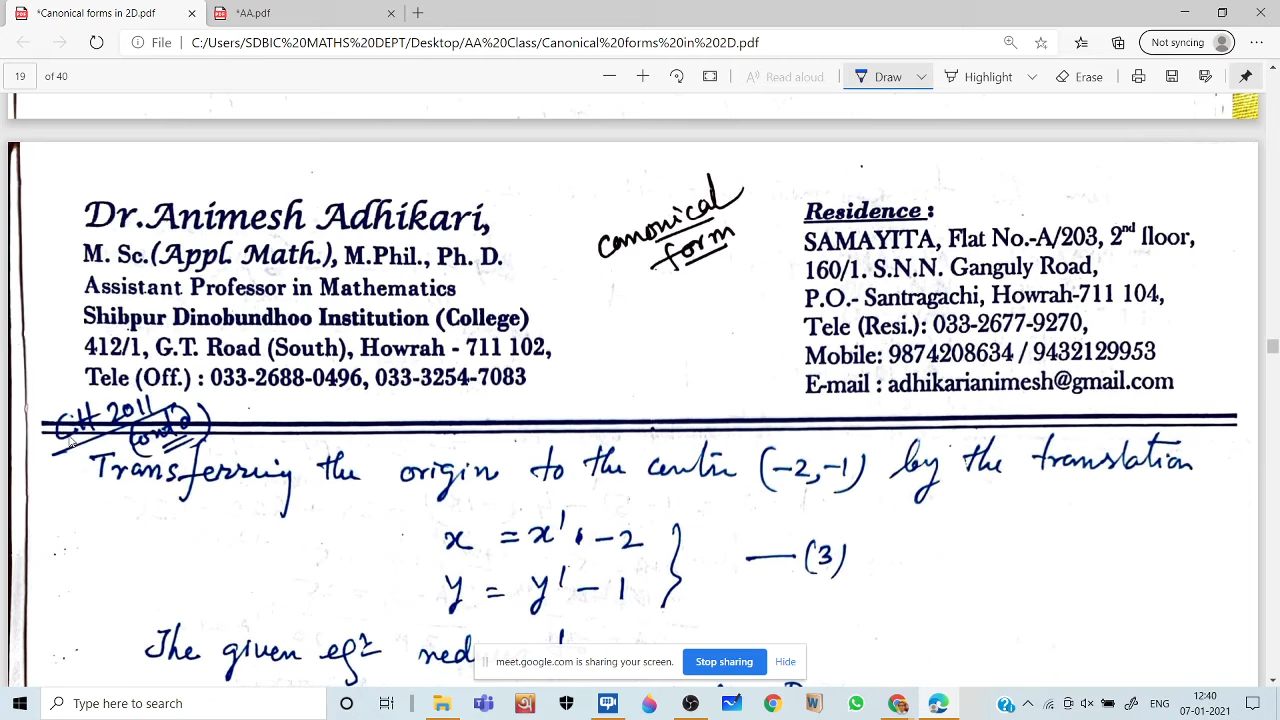 *Canonical forms in 2D.pdf
*AA.pdf
File
C:/Users/SDBIC%20MATHS%20DEPT/Desktop/AA%20Class/Canonical%20forms%20in%202D.pdf
Not syncing
19 of 40
Read aloud
Draw
Highlight
Erase
Dr.Animesh Adhikari,
M. Sc.(Appl. Math.), M.Phil., Ph. D.
Assistant Professor in Mathematics
Shibpur Dinobundhoo Institution (College)
412/1, G.T. Road (South), Howrah - 711 102,
Tele (Off.) : 033-2688-0496, 033-3254-7083
canonical
form
Residence :
SAMAYITA, Flat No.-A/203, 2nd floor,
160/1. S.N.N. Ganguly Road,
P.O.- Santragachi, Howrah-711 104,
Tele (Resi.): 033-2677-9270,
Mobile: 9874208634 / 9432129953
E-mail : adhikarianimesh@gmail.com
C.H 2011
(Contd)
Transferring the origin to the centre (-2,-1) by the translation
x = x' -2
y = y' - 1
—(3)
The given eqn
meet.google.com is sharing your screen.
Stop sharing
Hide
Type here to search
12:40
07-01-2021